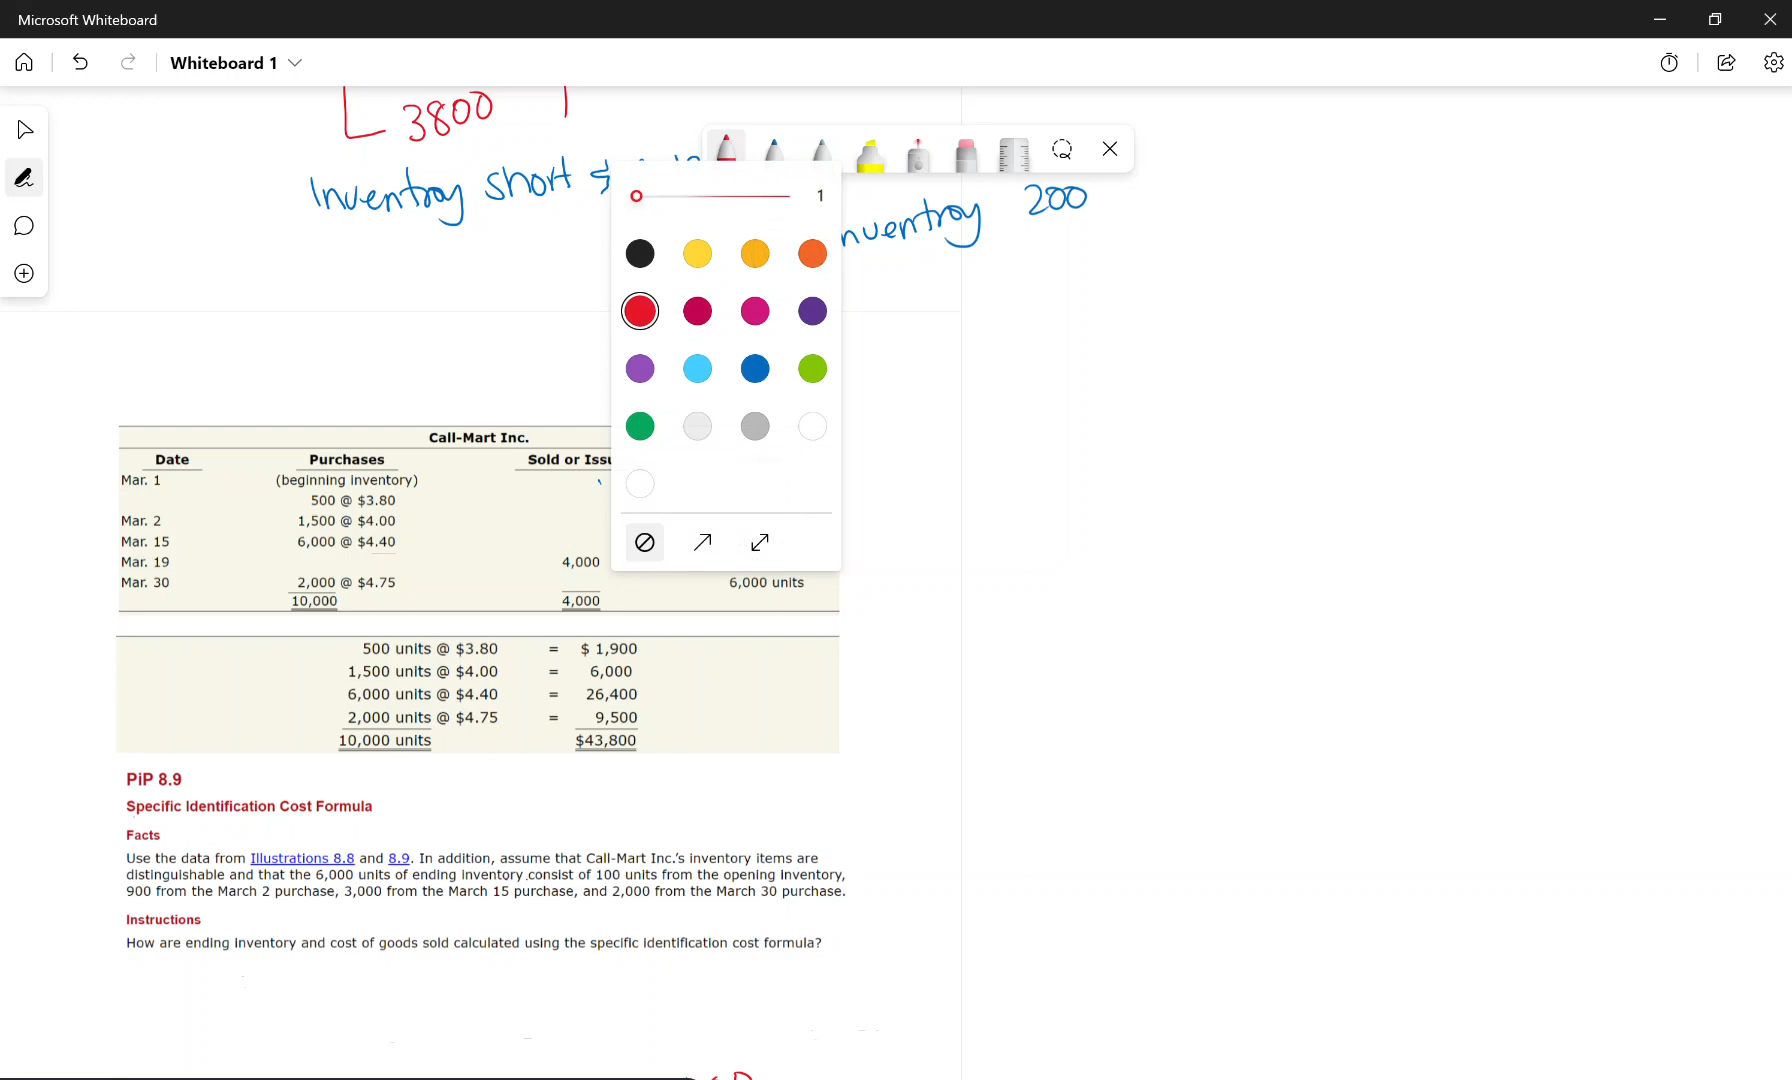 Microsoft Whiteboard
Whiteboard 1
3800
Inventroy short
nventroy 200
1
Call-Mart Inc.
Date Purchases Sold or Issu
Mar. 1 (beginning inventory)
500 @ $3.80
Mar. 2 1,500 @ $4.00
Mar. 15 6,000 @ $4.40
Mar. 19 4,000
Mar. 30 2,000 @ $4.75 6,000 units
10,000 4,000
500 units @ $3.80 = $ 1,900
1,500 units @ $4.00 = 6,000
6,000 units @ $4.40 = 26,400
2,000 units @ $4.75 = 9,500
10,000 units $43,800
PiP 8.9
Specific Identification Cost Formula
Facts
Use the data from Illustrations 8.8 and 8.9. In addition, assume that Call-Mart Inc.'s inventory items are
distinguishable and that the 6,000 units of ending inventory consist of 100 units from the opening inventory,
900 from the March 2 purchase, 3,000 from the March 15 purchase, and 2,000 from the March 30 purchase.
Instructions
How are ending inventory and cost of goods sold calculated using the specific identification cost formula?